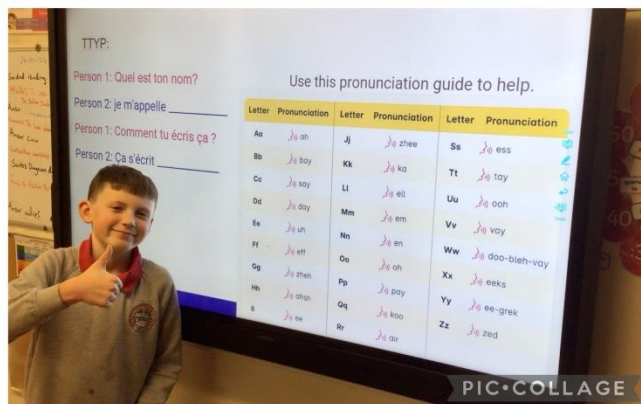 TTYP:
Person 1: Quel est ton nom?
Person 2: je m'appelle
Person 1: Comment tu écris ça ?
Person 2: Ça s'écrit
Use this pronunciation guide to help.
Letter Pronunciation Letter Pronunciation Letter Pronunciation
Aa ah
Bb bay
Cc say
Dd day
Ee uh
Ff eff
Gg zheh
Hh ahsh
Ii ee
Jj zhee
Kk ka
Ll ell
Mm em
Nn en
Oo oh
Pp pay
Qq koo
Rr air
Ss ess
Tt tay
Uu ooh
Vv vay
Ww doo-bleh-vay
Xx eeks
Yy ee-grek
Zz zed
PIC•COLLAGE